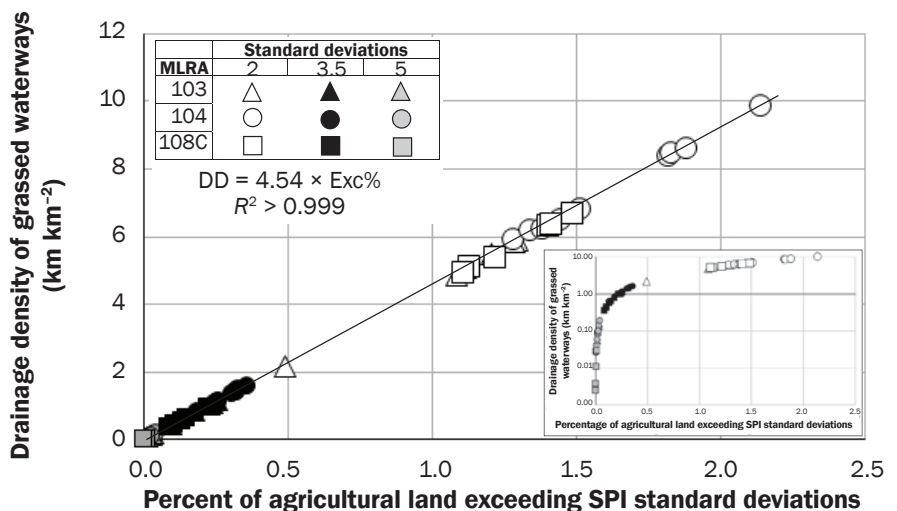 Drainage density of grassed waterways
(km km⁻²)
12
10
8
6
4
2
0
Standard deviations
MLRA 2 3.5 5
103
104
108C
DD = 4.54 × Exc%
R² > 0.999
Drainage density of grassed
waterways (km km⁻²)
10.00
1.00
0.10
0.01
0.00
0.0 0.5 1.0 1.5 2.0 2.5
Percentage of agricultural land exceeding SPI standard deviations
0.0 0.5 1.0 1.5 2.0 2.5
Percent of agricultural land exceeding SPI standard deviations